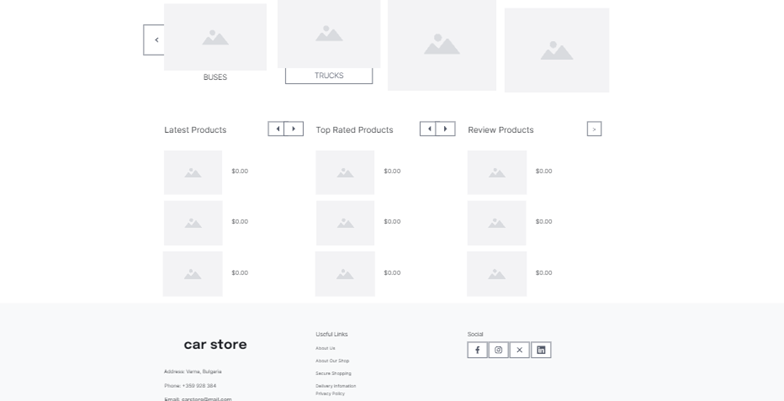 BUSES
TRUCKS
Latest Products
Top Rated Products
Review Products
$0.00
$0.00
$0.00
$0.00
$0.00
$0.00
$0.00
$0.00
$0.00
car store
Address: Varna, Bulgaria
Phone: +359 928 384
Email: carstore@mail.com
Useful Links
About Us
About Our Shop
Secure Shopping
Delivery Information
Privacy Policy
Social